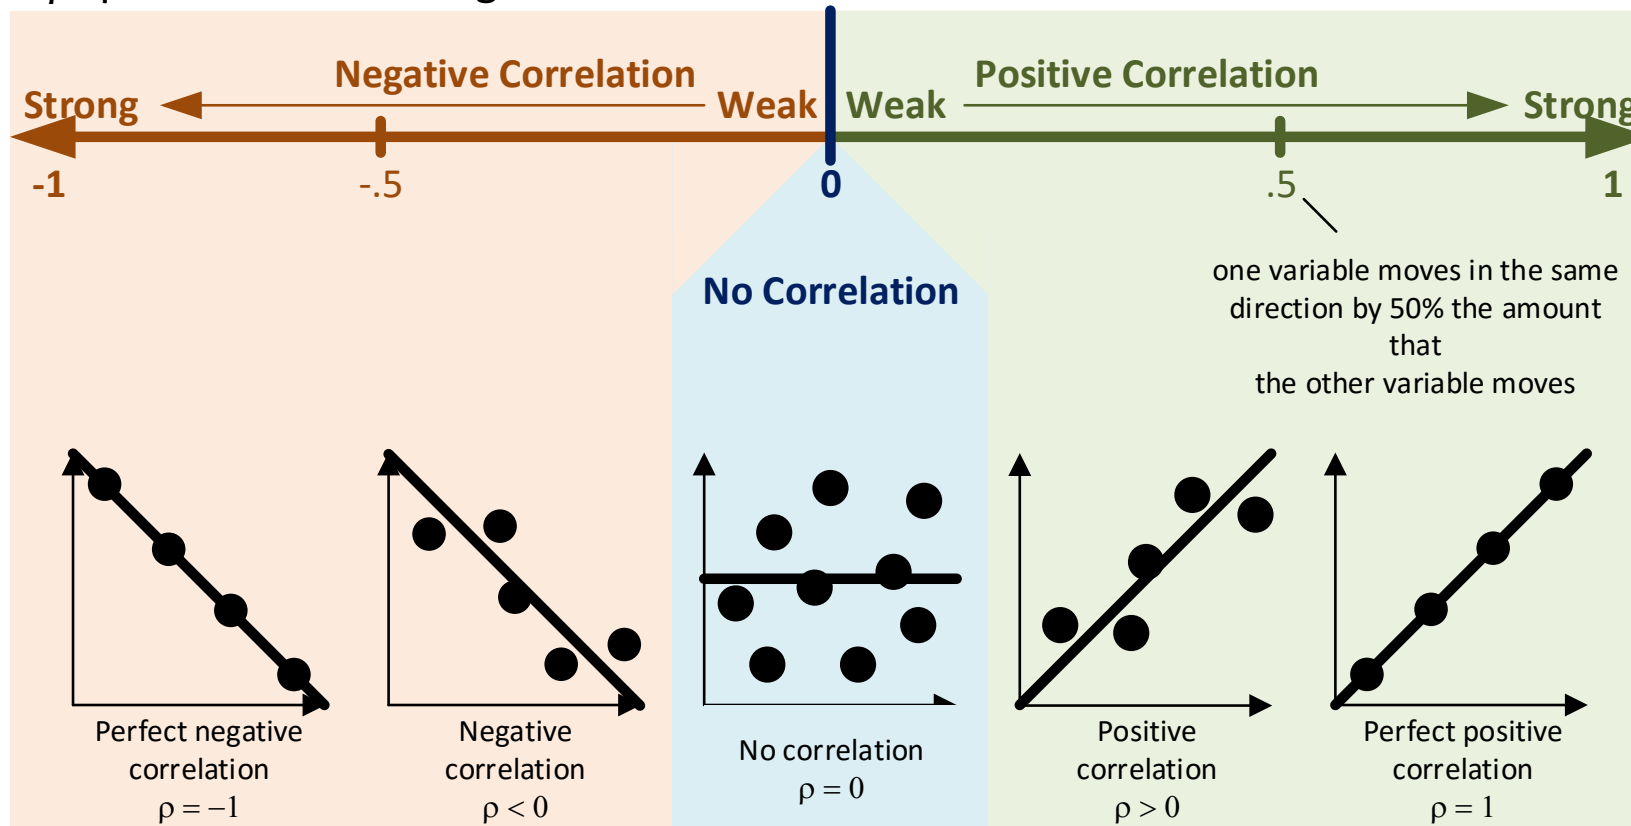 Negative Correlation
Positive Correlation
Strong
Weak
Weak
Strong
-1
-.5
0
.5
1
No Correlation
one variable moves in the same
direction by 50% the amount
that
the other variable moves
Perfect negative
correlation
ρ = −1
Negative
correlation
ρ < 0
No correlation
ρ = 0
Positive
correlation
ρ > 0
Perfect positive
correlation
ρ = 1